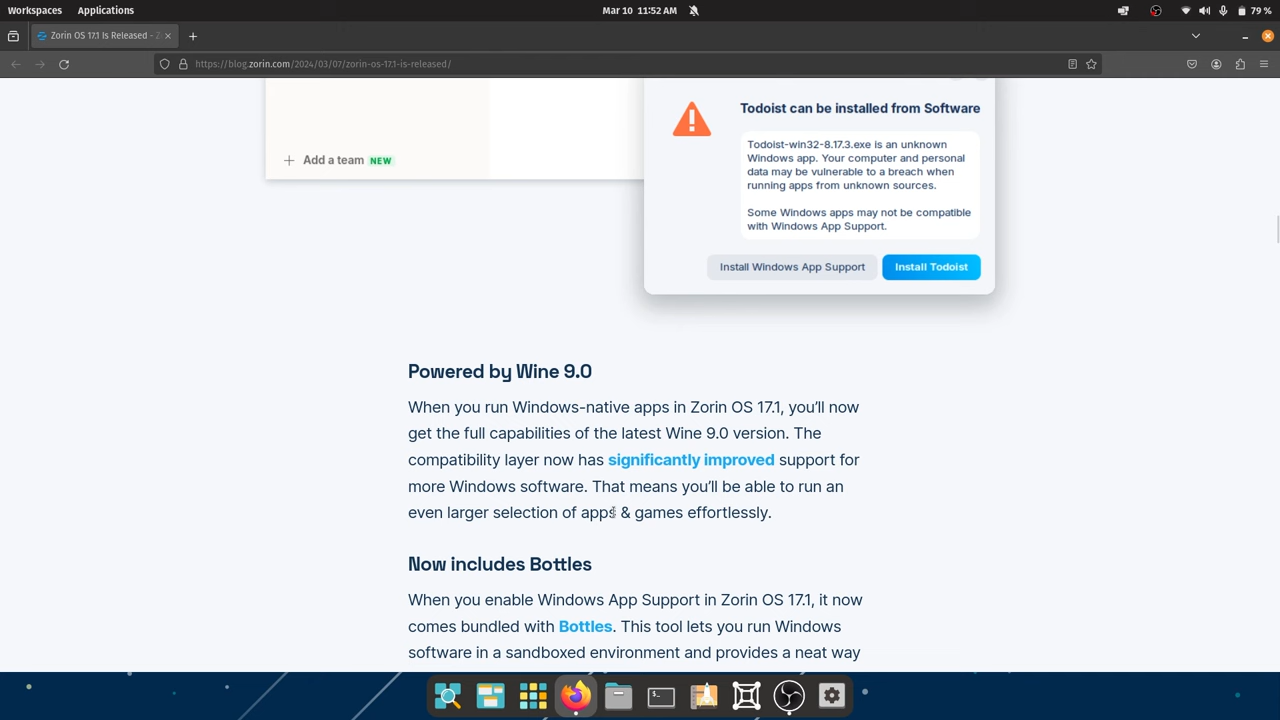 Workspaces Applications Mar 10 11:52 AM 79 %
Zorin OS 17.1 Is Released - Z
https://blog.zorin.com/2024/03/07/zorin-os-17.1-is-released/
Add a team NEW
Todoist can be installed from Software
Todoist-win32-8.17.3.exe is an unknown
Windows app. Your computer and personal
data may be vulnerable to a breach when
running apps from unknown sources.
Some Windows apps may not be compatible
with Windows App Support.
Install Windows App Support Install Todoist
Powered by Wine 9.0
When you run Windows-native apps in Zorin OS 17.1, you’ll now
get the full capabilities of the latest Wine 9.0 version. The
compatibility layer now has significantly improved support for
more Windows software. That means you’ll be able to run an
even larger selection of apps & games effortlessly.
Now includes Bottles
When you enable Windows App Support in Zorin OS 17.1, it now
comes bundled with Bottles. This tool lets you run Windows
software in a sandboxed environment and provides a neat way